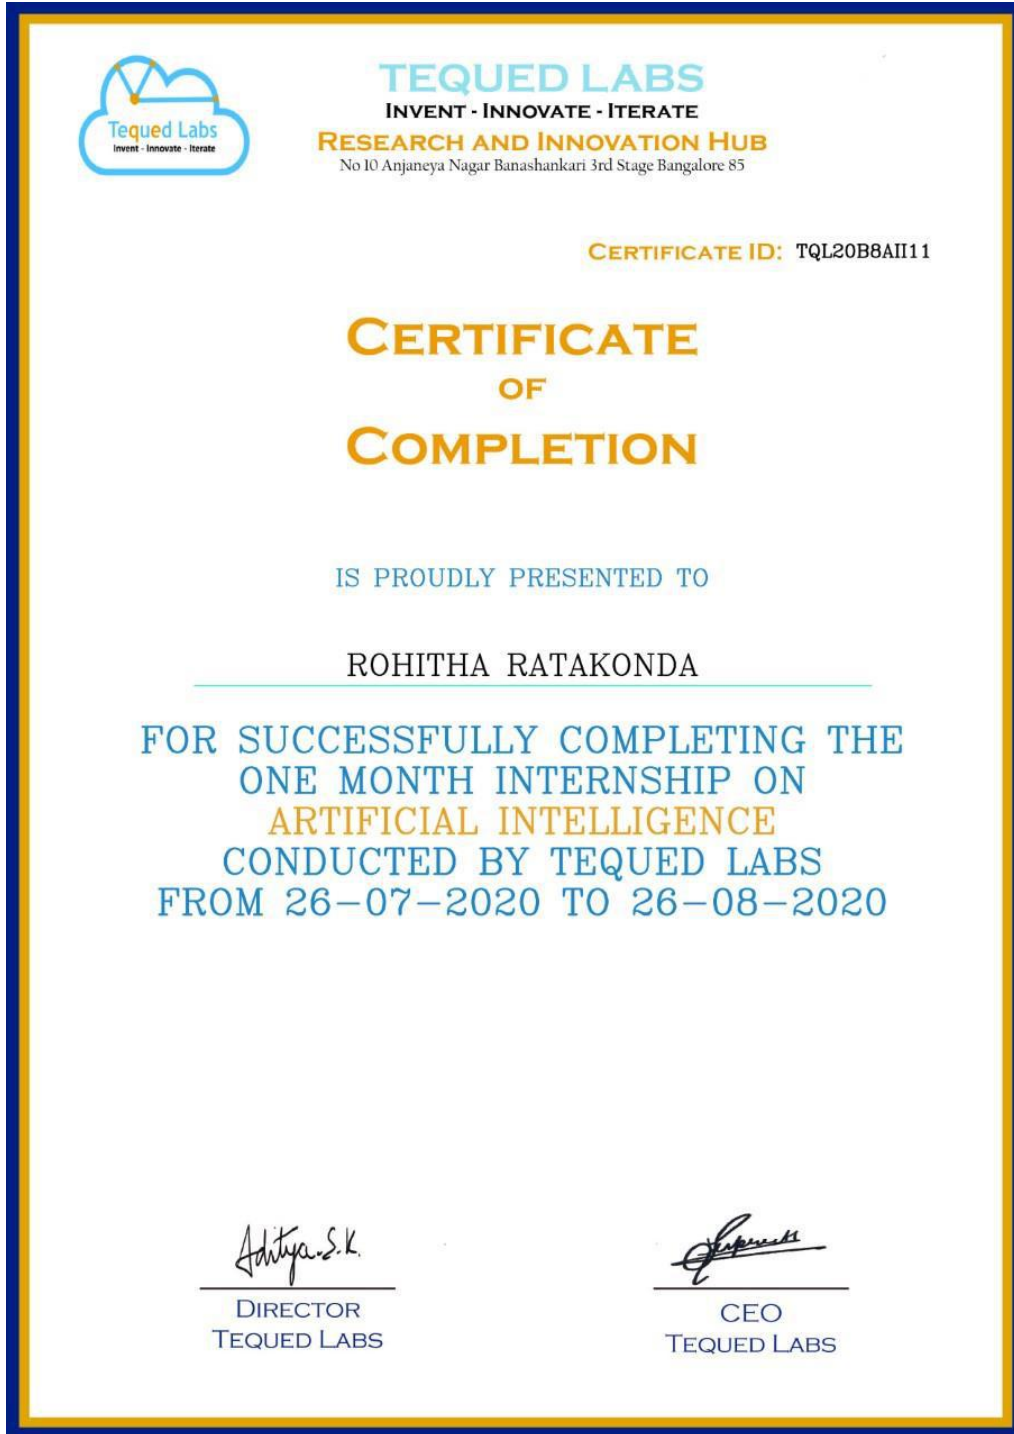 Tequed Labs
Invent - Innovate - Iterate
TEQUED LABS
INVENT - INNOVATE - ITERATE
RESEARCH AND INNOVATION HUB
No 10 Anjaneya Nagar Banashankari 3rd Stage Bangalore 85
CERTIFICATE ID: TQL20B8AII11
CERTIFICATE
OF
COMPLETION
IS PROUDLY PRESENTED TO
ROHITHA RATAKONDA
FOR SUCCESSFULLY COMPLETING THE
ONE MONTH INTERNSHIP ON
ARTIFICIAL INTELLIGENCE
CONDUCTED BY TEQUED LABS
FROM 26-07-2020 TO 26-08-2020
Aditya.S.K.
DIRECTOR
TEQUED LABS
CEO
TEQUED LABS